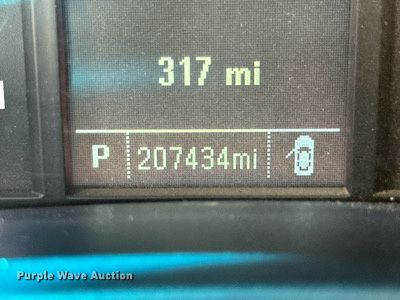 317 mi
P 207434mi
Purple Wave Auction